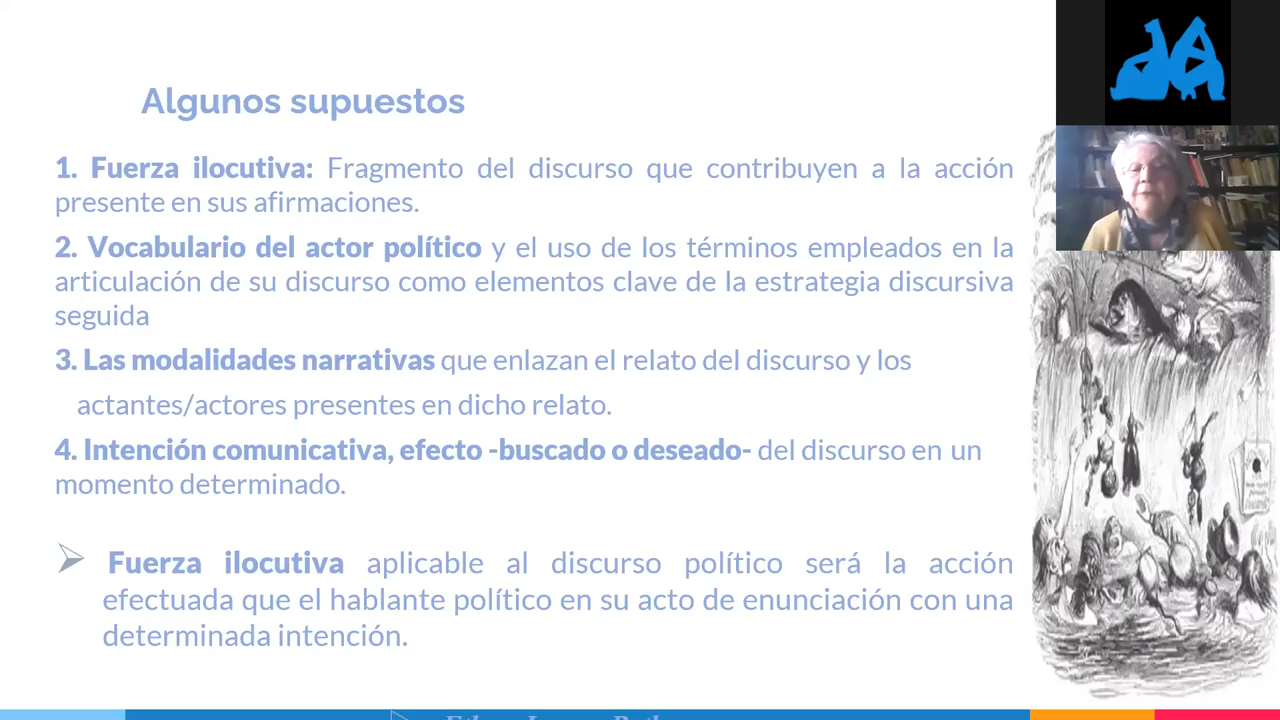 Algunos supuestos
1. Fuerza ilocutiva: Fragmento del discurso que contribuyen a la acción
presente en sus afirmaciones.
2. Vocabulario del actor político y el uso de los términos empleados en la
articulación de su discurso como elementos clave de la estrategia discursiva
seguida
3. Las modalidades narrativas que enlazan el relato del discurso y los
actantes/actores presentes en dicho relato.
4. Intención comunicativa, efecto -buscado o deseado- del discurso en un
momento determinado.
Fuerza ilocutiva aplicable al discurso político será la acción
efectuada que el hablante político en su acto de enunciación con una
determinada intención.